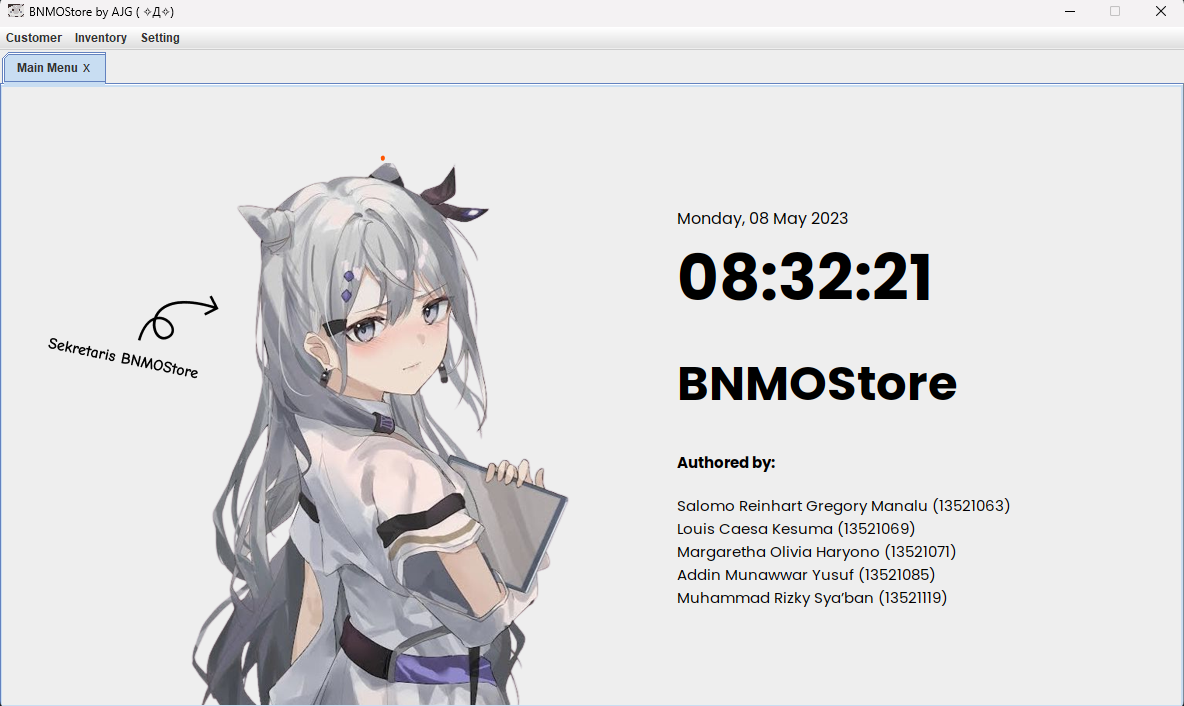 BNMOStore by AJG ( ✧Д✧)
Customer Inventory Setting
Main Menu X
Sekretaris BNMOStore
Monday, 08 May 2023
08:32:21
BNMOStore
Authored by:
Salomo Reinhart Gregory Manalu (13521063)
Louis Caesa Kesuma (13521069)
Margaretha Olivia Haryono (13521071)
Addin Munawwar Yusuf (13521085)
Muhammad Rizky Sya’ban (13521119)